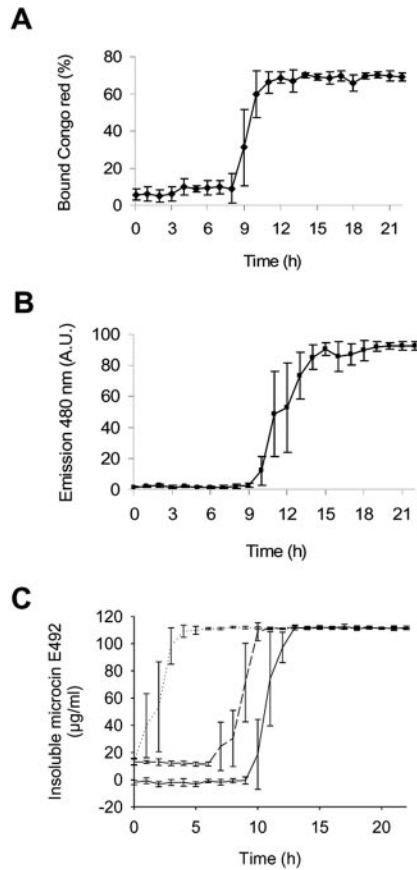 A
Bound Congo red (%)
80
60
40
20
0
0 3 6 9 12 15 18 21
Time (h)
B
Emission 480 nm (A.U.)
100
80
60
40
20
0
0 3 6 9 12 15 18 21
Time (h)
C
Insoluble microcin E492
(µg/ml)
120
100
80
60
40
20
0
-20
0 5 10 15 20
Time (h)